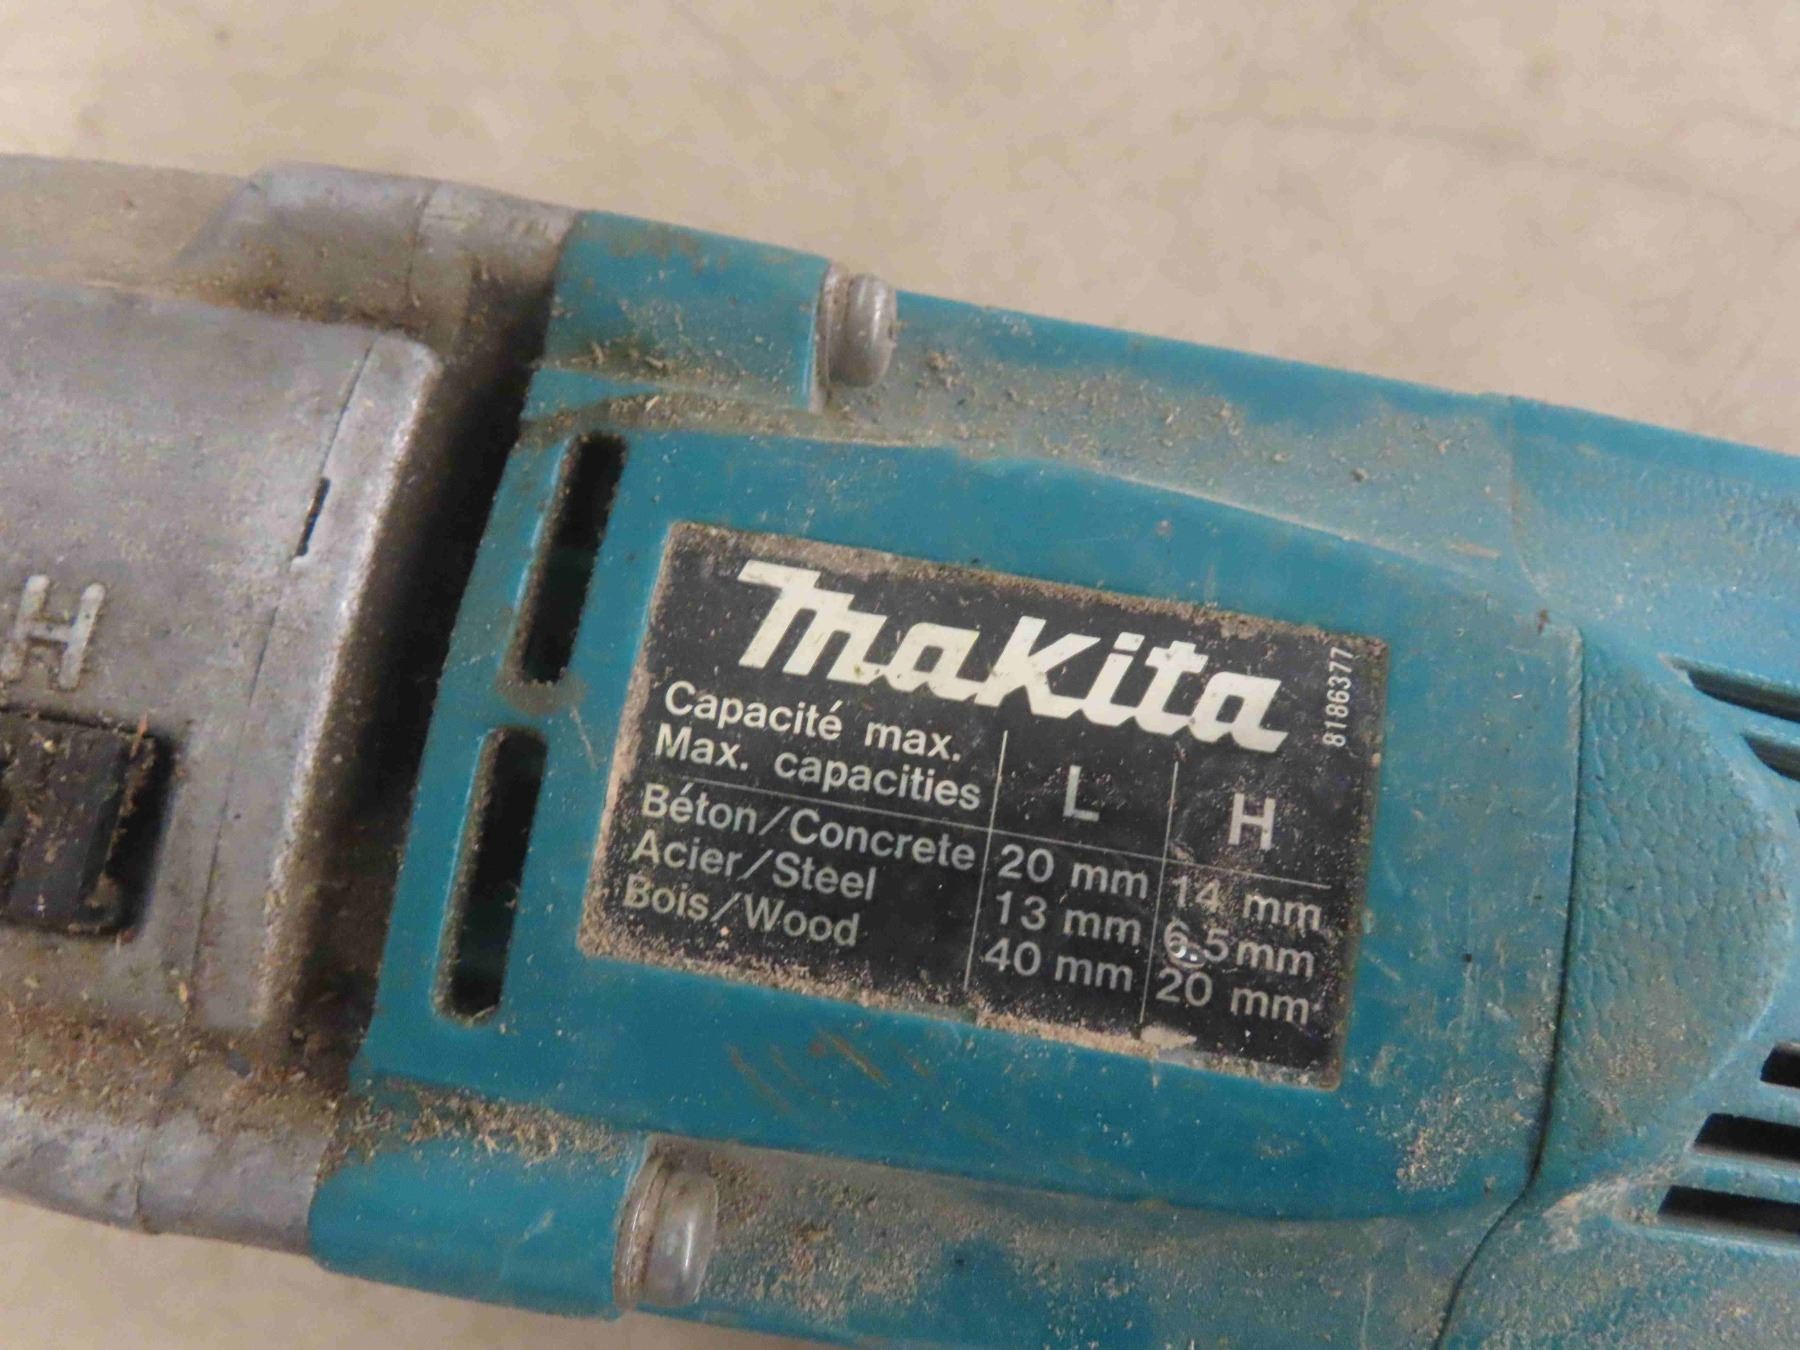 H
Makita
8186377
Capacité max.
Max. capacities L H
Béton/Concrete 20 mm 14 mm
Acier/Steel 13 mm 6.5 mm
Bois/Wood 40 mm 20 mm